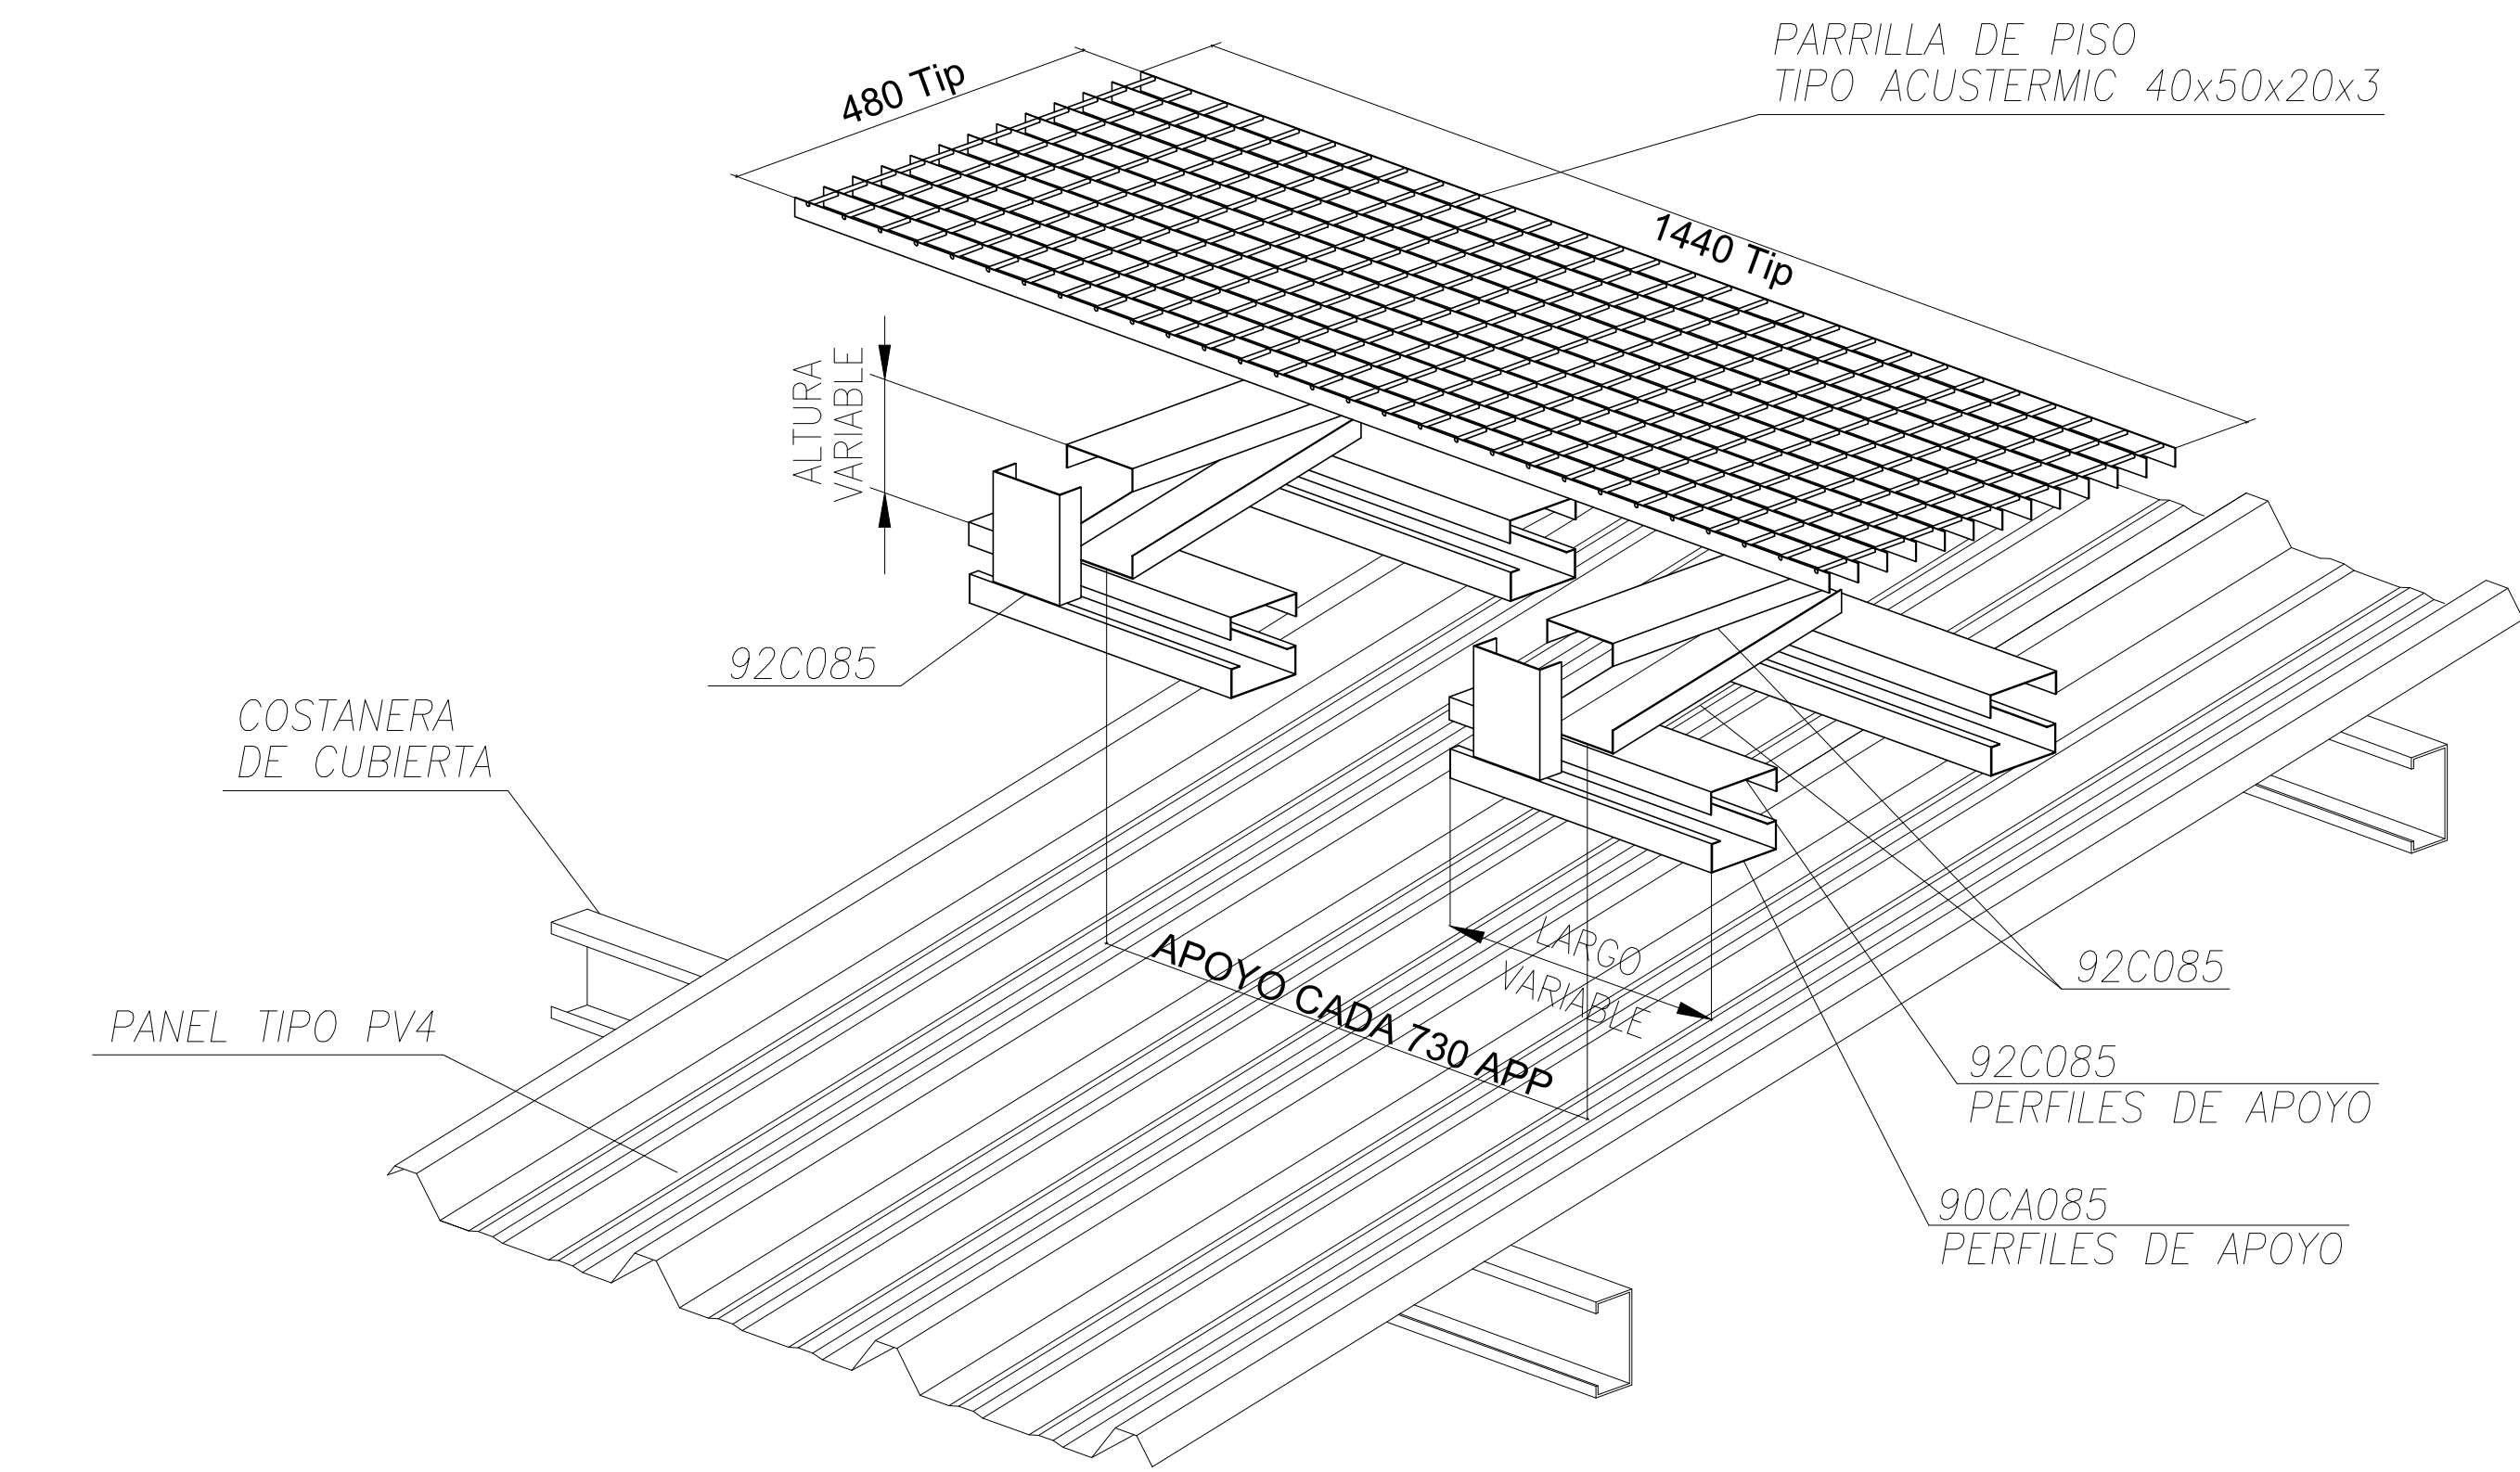 PARRILLA DE PISO
TIPO ACUSTERMIC 40x50x20x3
480 Tip
1440 Tip
ALTURA
VARIABLE
92C085
COSTANERA
DE CUBIERTA
PANEL TIPO PV4
LARGO
VARIABLE
APOYO CADA 730 APP
92C085
92C085
PERFILES DE APOYO
90CA085
PERFILES DE APOYO